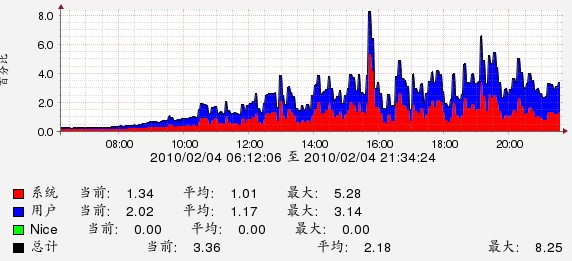 百分比
8.0
6.0
4.0
2.0
0.0
08:00 10:00 12:00 14:00 16:00 18:00 20:00
2010/02/04 06:12:06 至 2010/02/04 21:34:24
系统 当前: 1.34 平均: 1.01 最大: 5.28
用户 当前: 2.02 平均: 1.17 最大: 3.14
Nice 当前: 0.00 平均: 0.00 最大: 0.00
总计 当前: 3.36 平均: 2.18 最大: 8.25